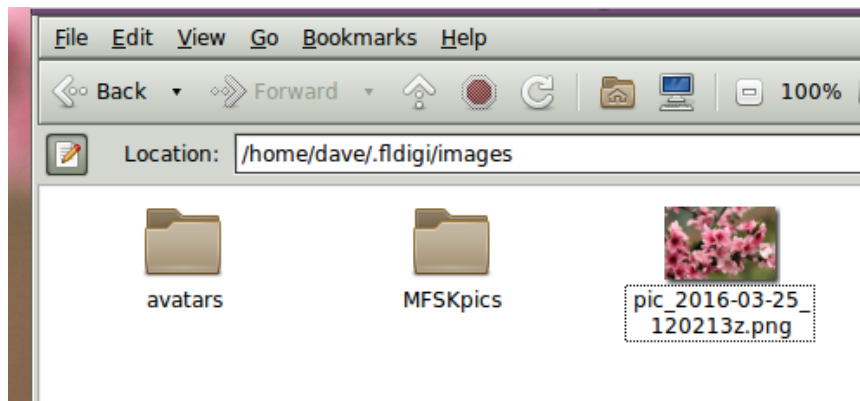 File Edit View Go Bookmarks Help
Back Forward 100%
Location: /home/dave/.fldigi/images
avatars MFSKpics pic_2016-03-25_
120213z.png